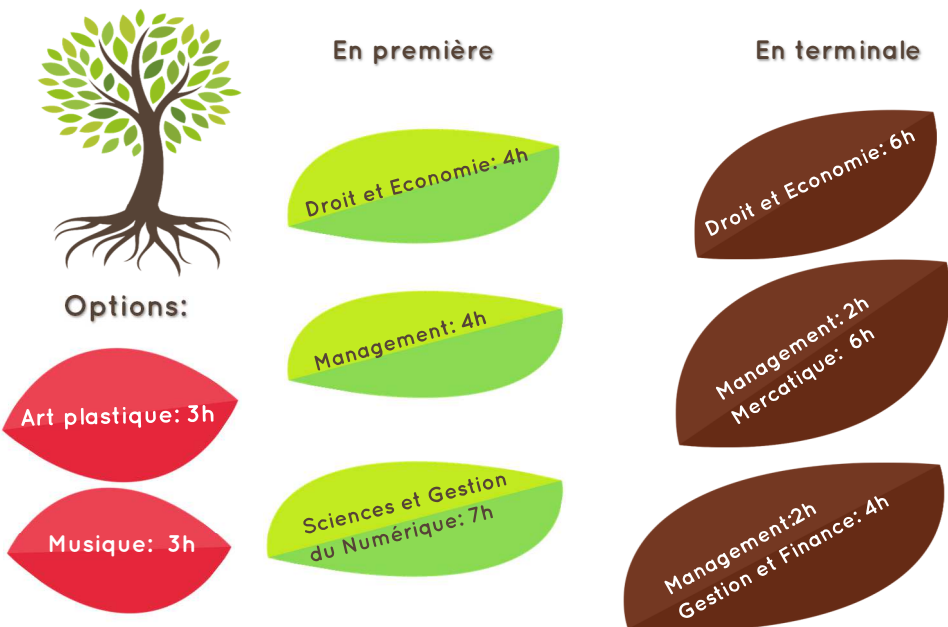 En première
En terminale
Droit et Economie: 4h
Droit et Economie: 6h
Options:
Management: 4h
Management: 2h
Mercatique: 6h
Art plastique: 3h
Sciences et Gestion
du Numérique: 7h
Management:2h
Gestion et Finance: 4h
Musique: 3h